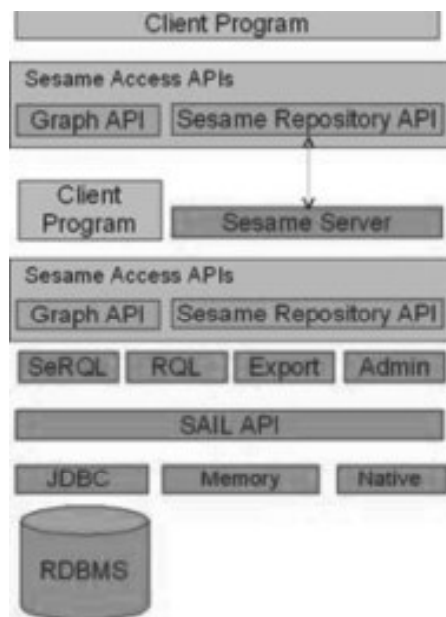 Client Program
Sesame Access APIs
Graph API Sesame Repository API
Client
Program
Sesame Server
Sesame Access APIs
Graph API Sesame Repository API
SeRQL RQL Export Admin
SAIL API
JDBC Memory Native
RDBMS